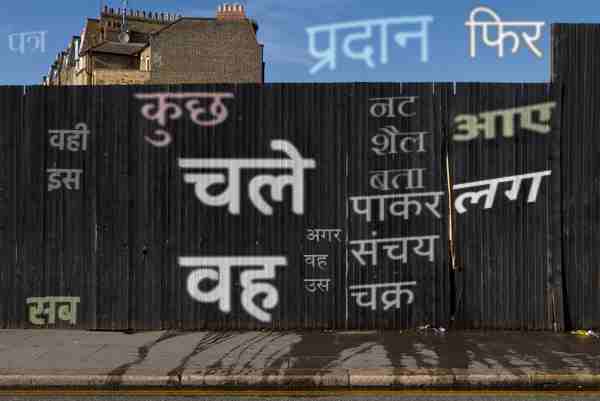 पत्र
प्रदान
फिर
कुछ
नट
शैल
बता
आए
वही
इस
चले
वह
पाकर
संचय
चक्र
लग
अगर
वह
उस
सब